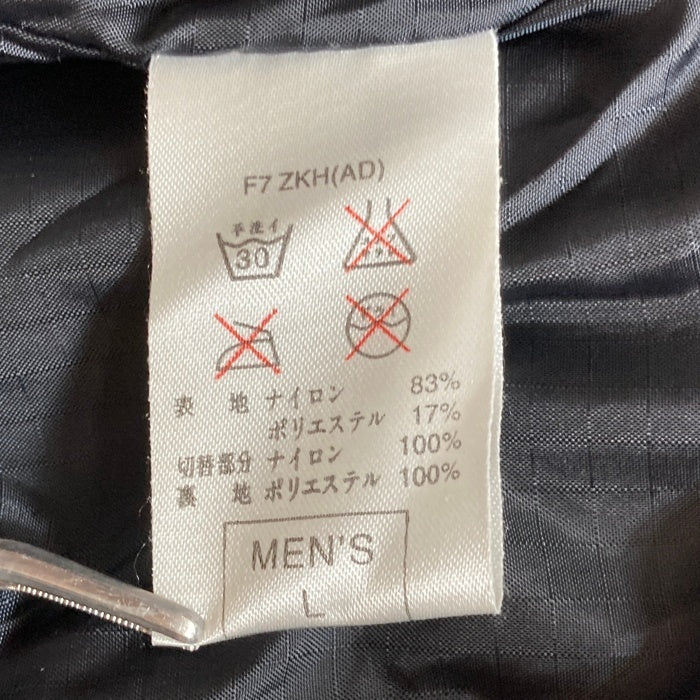 F7 ZKH(AD)
手洗イ
30
表 地 ナイロン 83%
ポリエステル 17%
切替部分 ナイロン 100%
裏 地 ポリエステル 100%
MEN'S
L